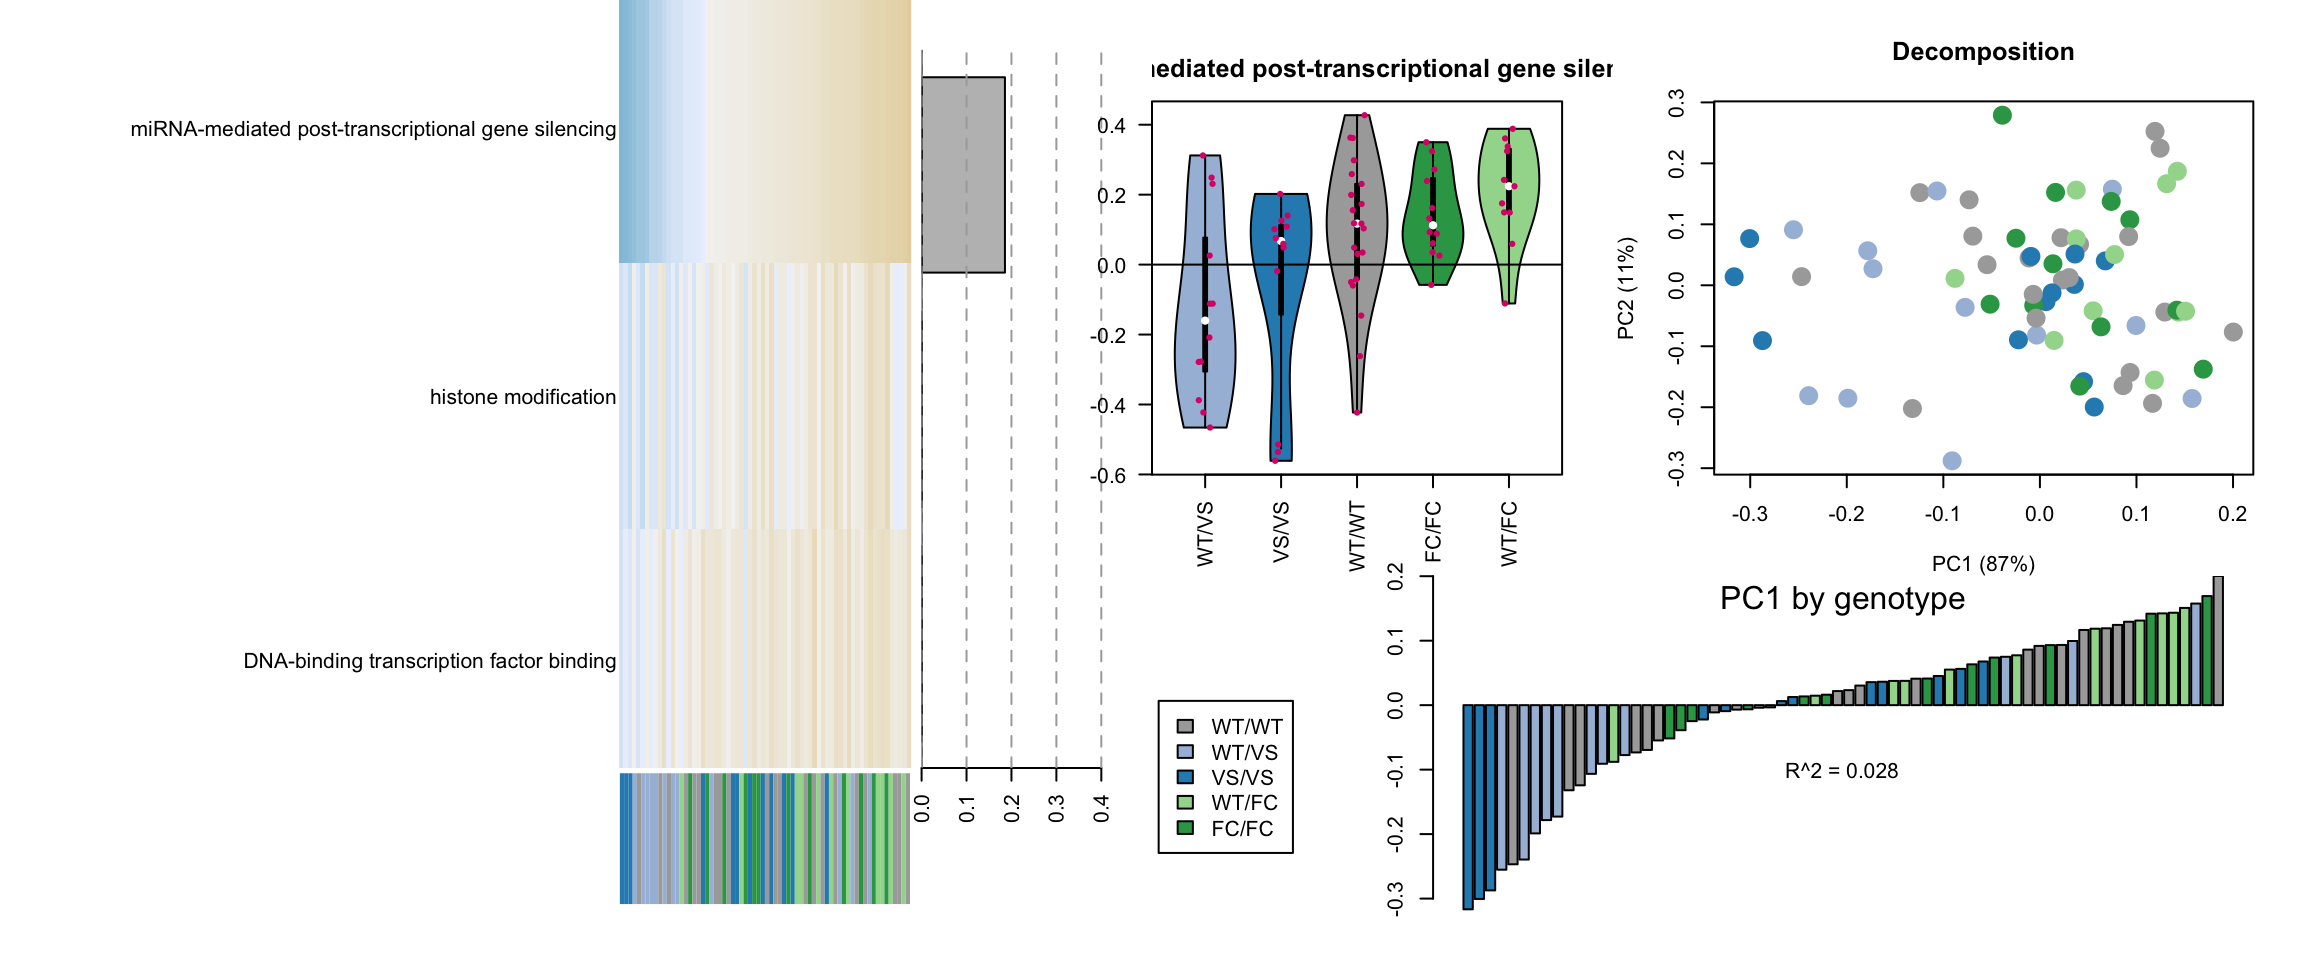 miRNA-mediated post-transcriptional gene silencing
histone modification
DNA-binding transcription factor binding
0.0 0.1 0.2 0.3 0.4
mediated post-transcriptional gene siler
0.4
0.2
0.0
-0.2
-0.4
-0.6
WT/VS VS/VS WT/WT FC/FC WT/FC
Decomposition
PC2 (11%)
0.3
0.2
0.1
0.0
-0.1
-0.2
-0.3
-0.3 -0.2 -0.1 0.0 0.1 0.2
PC1 (87%)
WT/WT
WT/VS
VS/VS
WT/FC
FC/FC
PC1 by genotype
0.2
0.1
0.0
-0.1
-0.2
-0.3
R^2 = 0.028